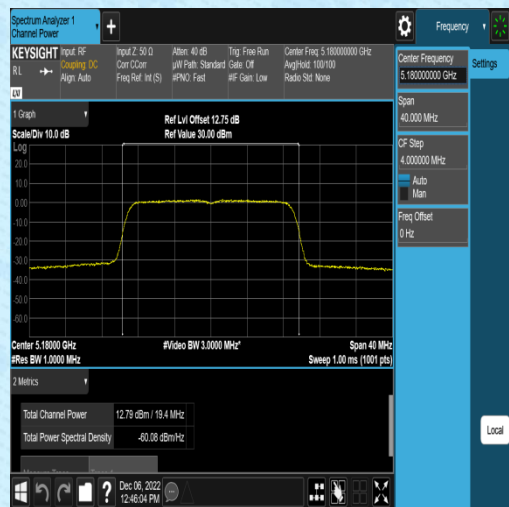 Spectrum Analyzer 1
Channel Power
Frequency
KEYSIGHT
R L
LXI
Input: RF
Coupling: DC
Align: Auto
Input Z: 50 Ω
Corr CCorr
Freq Ref: Int (S)
Atten: 40 dB
µW Path: Standard
#PNO: Fast
Trig: Free Run
Gate: Off
#IF Gain: Low
Center Freq: 5.180000000 GHz
Avg|Hold: 100/100
Radio Std: None
Center Frequency
5.180000000 GHz
Settings
Span
40.000 MHz
CF Step
4.000000 MHz
Auto
Man
Freq Offset
0 Hz
Local
1 Graph
Scale/Div 10.0 dB
Ref Lvl Offset 12.75 dB
Ref Value 30.00 dBm
Log
20.0
10.0
0.00
-10.0
-20.0
-30.0
-40.0
-50.0
-60.0
Center 5.18000 GHz
#Res BW 1.0000 MHz
#Video BW 3.0000 MHz*
Span 40 MHz
Sweep 1.00 ms (1001 pts)
2 Metrics
Total Channel Power 12.79 dBm / 19.4 MHz
Total Power Spectral Density -60.08 dBm/Hz
?
Dec 06, 2022
12:46:04 PM